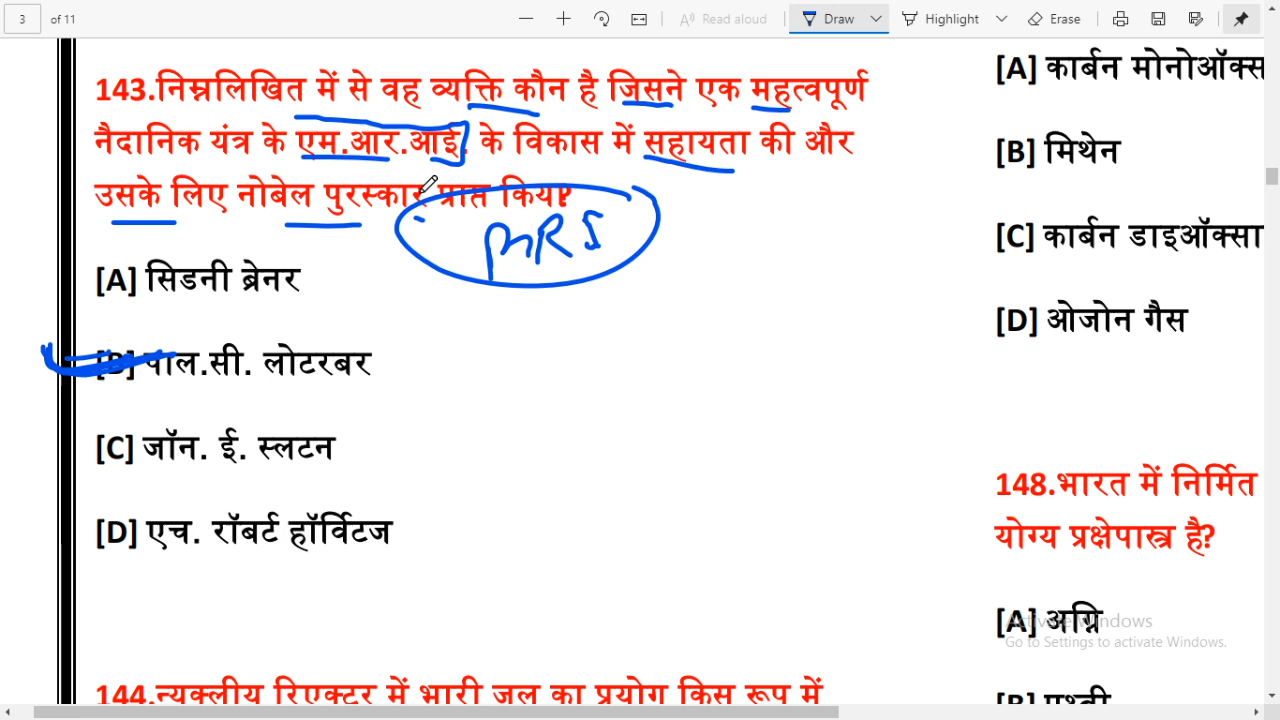 3 of 11 Read aloud Draw Highlight Erase
143.निम्नलिखित में से वह व्यक्ति कौन है जिसने एक महत्वपूर्ण
नैदानिक यंत्र के एम.आर.आई. के विकास में सहायता की और
उसके लिए नोबेल पुरस्कार प्राप्त किय?
MRI
[A] सिडनी ब्रेनर
[B] पाल.सी. लोटरबर
[C] जॉन. ई. स्लटन
[D] एच. रॉबर्ट हॉर्विटज
144.न्यक्लीय रिएक्टर में भारी जल का प्रयोग किस रूप में
[A] कार्बन मोनोऑक्स
[B] मिथेन
[C] कार्बन डाइऑक्सा
[D] ओजोन गैस
148.भारत में निर्मित
योग्य प्रक्षेपास्त्र है?
[A] अग्नि
Activate Windows
Go to Settings to activate Windows.
[B] पृथ्वी